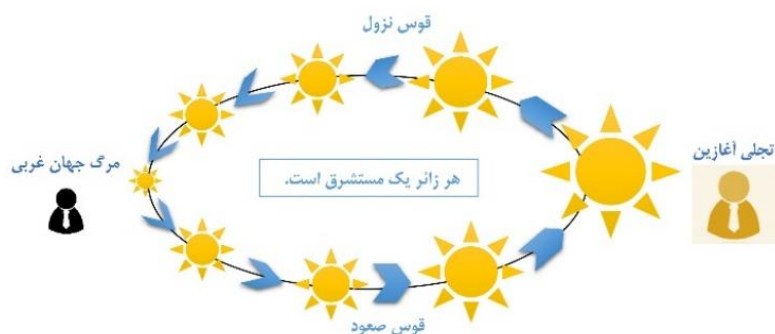 قوس نزول
تجلی آغازین
مرگ جهان غربی
هر زائر یک مستشرق است.
قوس صعود